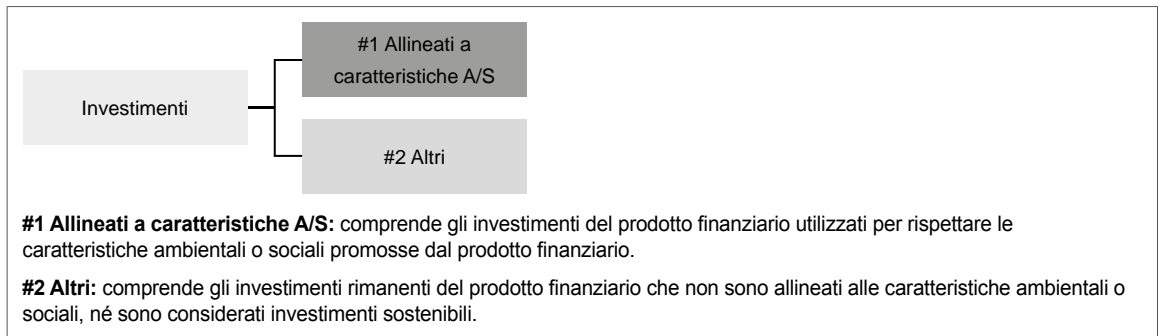 #1 Allineati a
caratteristiche A/S
Investimenti
#2 Altri
#1 Allineati a caratteristiche A/S: comprende gli investimenti del prodotto finanziario utilizzati per rispettare le
caratteristiche ambientali o sociali promosse dal prodotto finanziario.
#2 Altri: comprende gli investimenti rimanenti del prodotto finanziario che non sono allineati alle caratteristiche ambientali o
sociali, né sono considerati investimenti sostenibili.